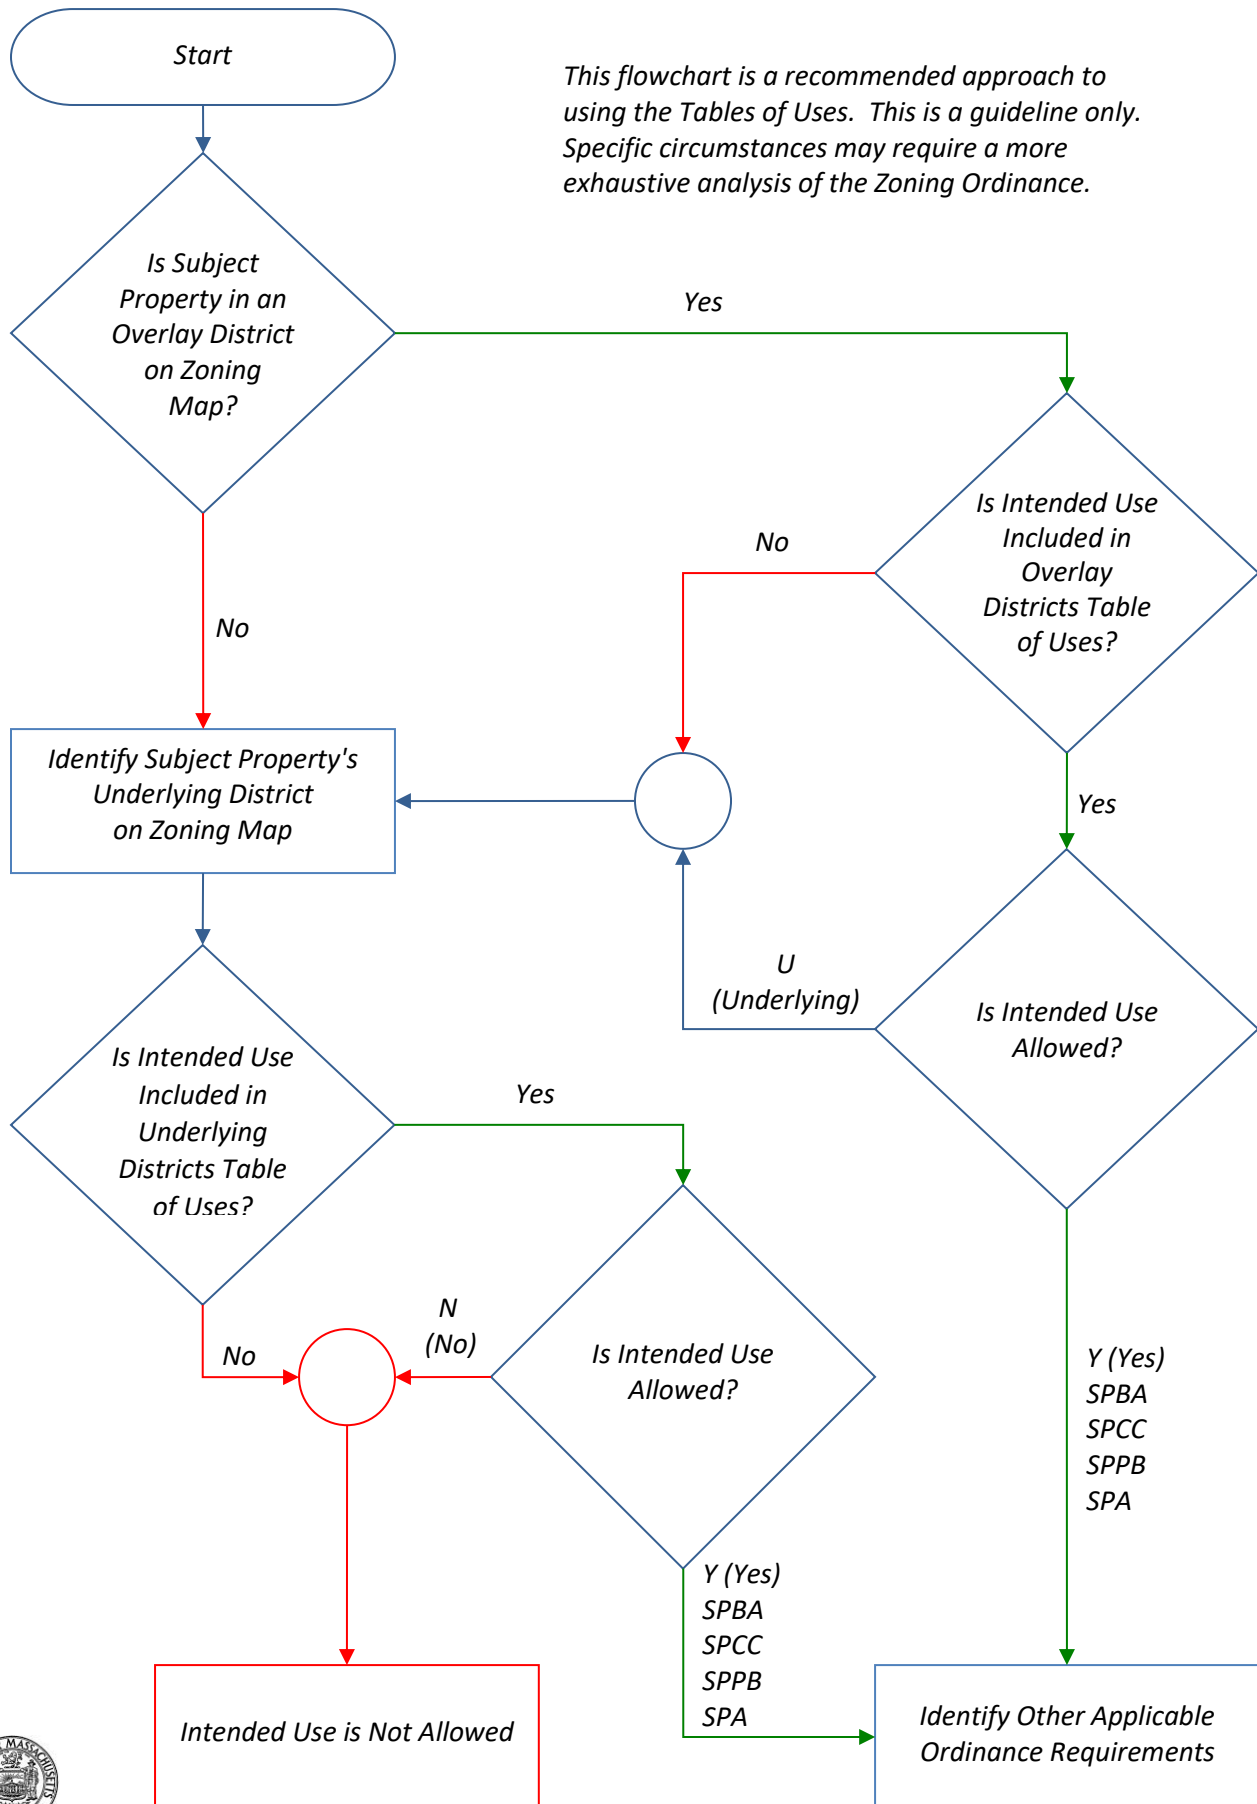 Start
This flowchart is a recommended approach to
using the Tables of Uses.  This is a guideline only.
Specific circumstances may require a more
exhaustive analysis of the Zoning Ordinance.
Is Subject
Property in an
Overlay District
on Zoning
Map?
Yes
Is Intended Use
Included in
Overlay
Districts Table
of Uses?
No
No
Identify Subject Property's
Underlying District
on Zoning Map
Yes
U
(Underlying)
Is Intended Use
Allowed?
Is Intended Use
Included in
Underlying
Districts Table
of Uses?
Yes
N
(No)
No
Is Intended Use
Allowed?
Y (Yes)
SPBA
SPCC
SPPB
SPA
Y (Yes)
SPBA
SPCC
SPPB
SPA
Intended Use is Not Allowed
Identify Other Applicable
Ordinance Requirements
MASSACHUSETTS